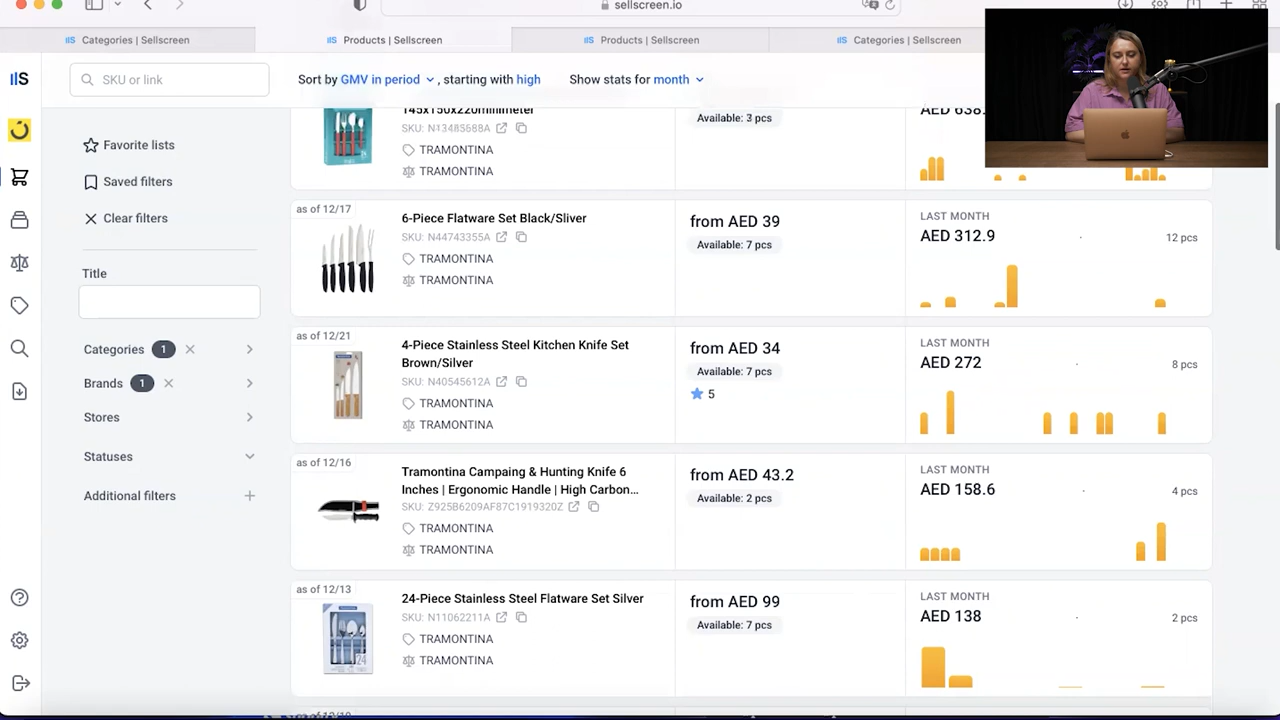 sellscreen.io
Categories | Sellscreen
Products | Sellscreen
Products | Sellscreen
Categories | Sellscreen
SKU or link
Sort by GMV in period , starting with high
Show stats for month
Favorite lists
Saved filters
Clear filters
Title
Categories 1
Brands 1
Stores
Statuses
Additional filters
145x150x220millimeter
SKU: N13483588A
TRAMONTINA
TRAMONTINA
Available: 3 pcs
as of 12/17
6-Piece Flatware Set Black/Sliver
SKU: N44743355A
TRAMONTINA
TRAMONTINA
from AED 39
Available: 7 pcs
LAST MONTH
AED 312.9
12 pcs
as of 12/21
4-Piece Stainless Steel Kitchen Knife Set
Brown/Silver
SKU: N40545612A
TRAMONTINA
TRAMONTINA
from AED 34
Available: 7 pcs
5
LAST MONTH
AED 272
8 pcs
as of 12/16
Tramontina Campaing & Hunting Knife 6
Inches | Ergonomic Handle | High Carbon...
SKU: Z925B6209AF87C1919320Z
TRAMONTINA
TRAMONTINA
from AED 43.2
Available: 2 pcs
LAST MONTH
AED 158.6
4 pcs
as of 12/13
24-Piece Stainless Steel Flatware Set Silver
SKU: N11062211A
TRAMONTINA
TRAMONTINA
from AED 99
Available: 7 pcs
LAST MONTH
AED 138
2 pcs